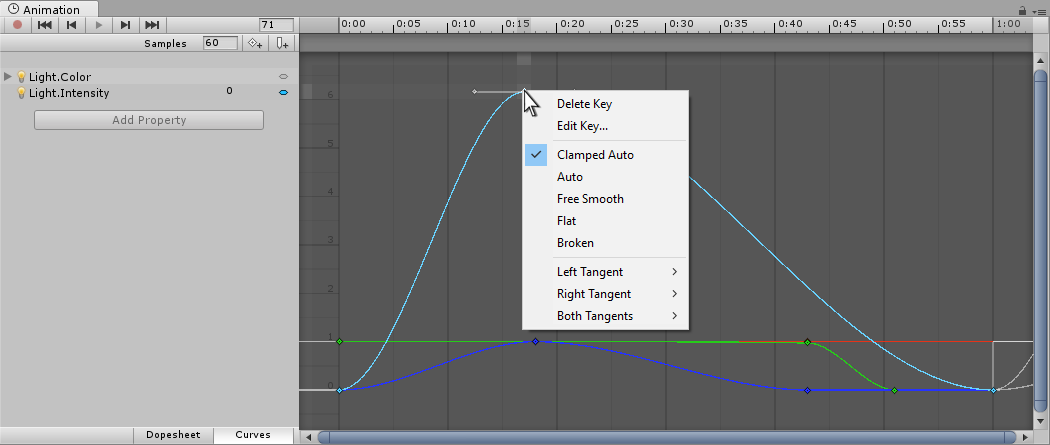 Animation
71
0:00 0:05 0:10 0:15 0:20 0:25 0:30 0:35 0:40 0:45 0:50 0:55 1:00
Samples 60
Light.Color
Light.Intensity 0
Add Property
6
5
4
3
2
1
0
Delete Key
Edit Key...
Clamped Auto
Auto
Free Smooth
Flat
Broken
Left Tangent
Right Tangent
Both Tangents
Dopesheet Curves